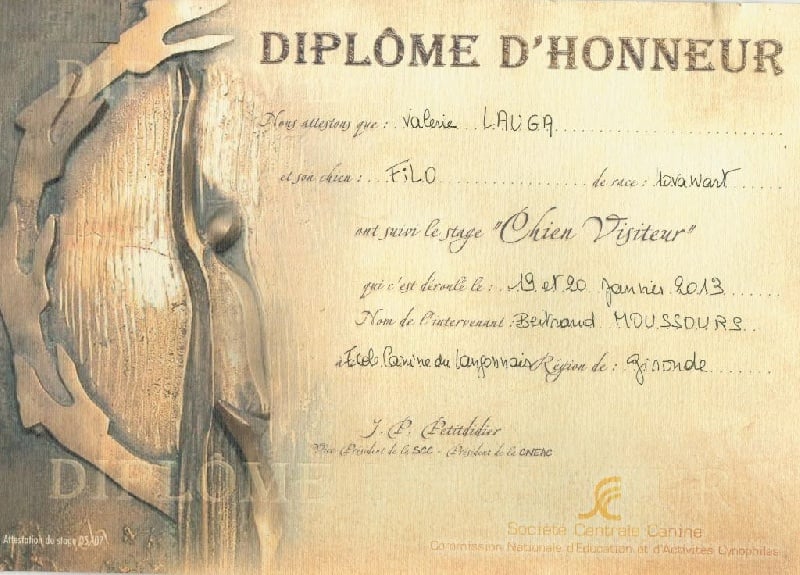 DIPLÔME D'HONNEUR
Nous attestons que : Valerie LAUGA
et son chien : FiLO de race : Hovawart
ont suivi le stage "Chien Visiteur"
qui c'est déroulé le : 19 et 20 Janvier 2013
Nom de l'intervenant : Bertrand MOUSSOURS
à Ecole Canine du Langonnais Région de : Gironde
J. P. Petitdidier
Vice Président de la SCC - Président de la CNEAC
Société Centrale Canine
Commission Nationale d'Education et d'Activités Cynophiles
Attestation du stage
DIPLÔME